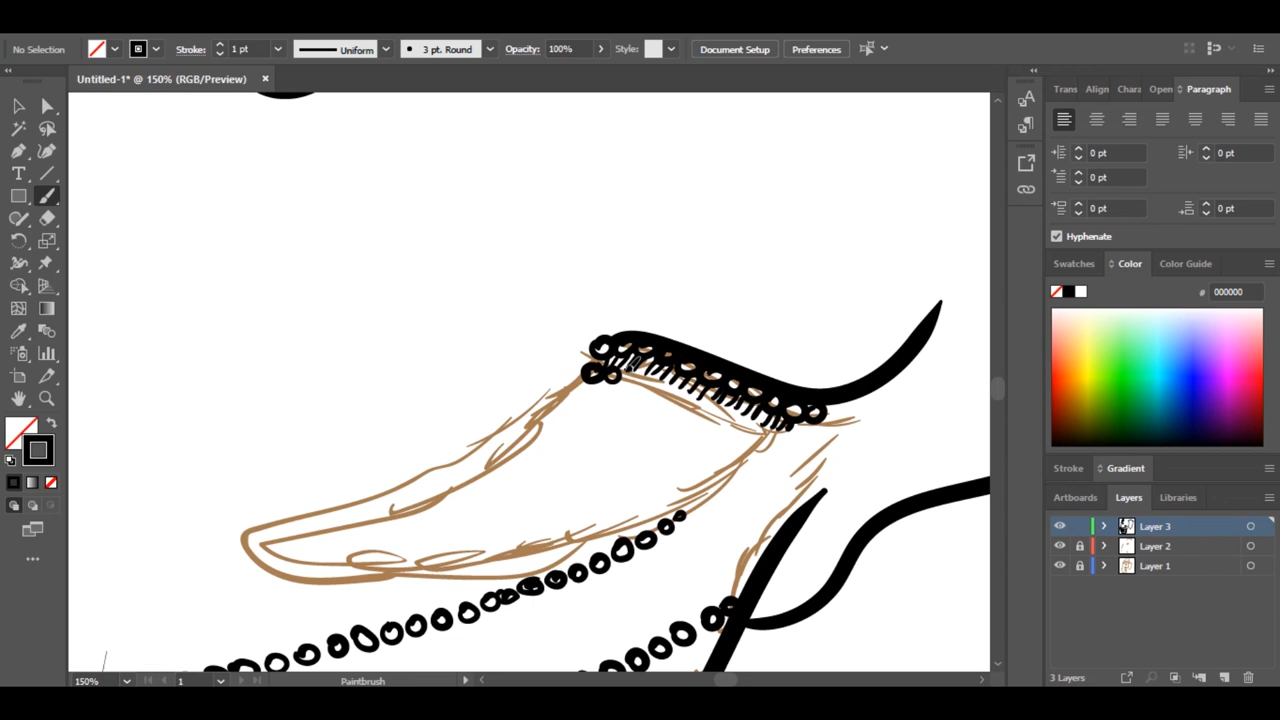 No Selection Stroke: 1 pt Uniform 3 pt. Round Opacity: 100% Style: Document Setup Preferences
Untitled-1* @ 150% (RGB/Preview)
Trans Align Chara Open Paragraph
0 pt 0 pt
0 pt
0 pt 0 pt
Hyphenate
Swatches Color Color Guide
# 000000
Stroke Gradient
Artboards Layers Libraries
Layer 3
Layer 2
Layer 1
150% 1 Paintbrush 3 Layers